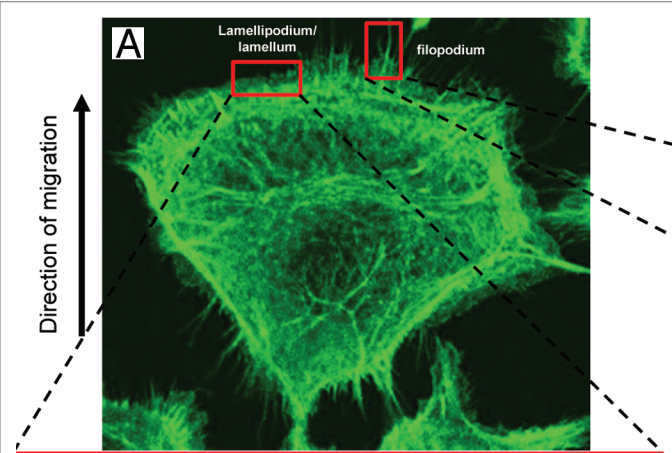 A
Lamellipodium/
lamellum
filopodium
Direction of migration